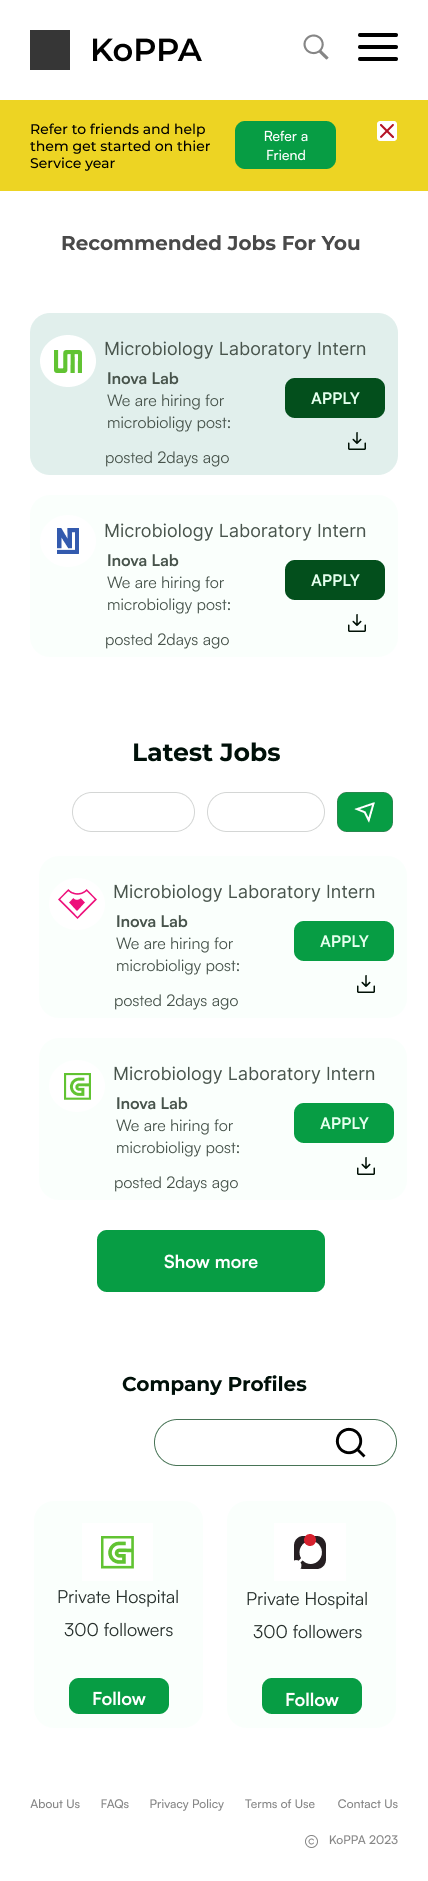 KoPPA
Refer to friends and help
them get started on thier
Service year
Refer a
Friend
Recommended Jobs For You
Microbiology Laboratory Intern
Inova Lab
We are hiring for
microbioligy post:
APPLY
posted 2days ago
Microbiology Laboratory Intern
Inova Lab
We are hiring for
microbioligy post:
APPLY
posted 2days ago
Latest Jobs
Microbiology Laboratory Intern
Inova Lab
We are hiring for
microbioligy post:
APPLY
posted 2days ago
Microbiology Laboratory Intern
Inova Lab
We are hiring for
microbioligy post:
APPLY
posted 2days ago
Show more
Company Profiles
Private Hospital
300 followers
Follow
Private Hospital
300 followers
Follow
About Us FAQs Privacy Policy Terms of Use Contact Us
© KoPPA 2023